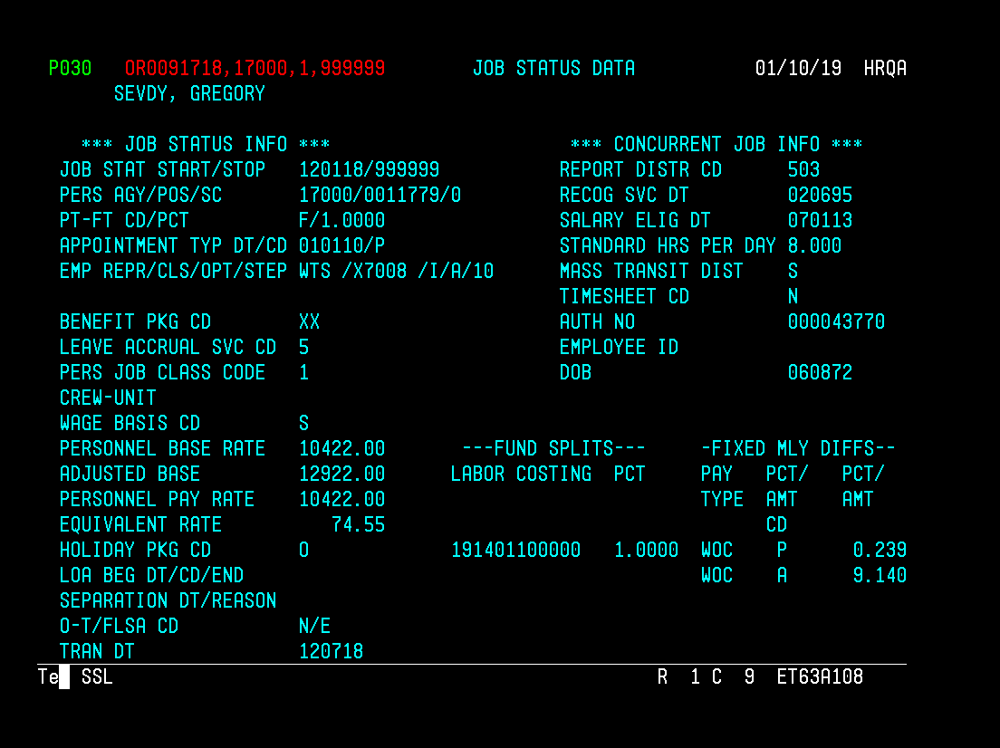 P030   OR0091718,17000,1,999999        JOB STATUS DATA           01/10/19  HRQA
SEVDY, GREGORY
*** JOB STATUS INFO ***                      *** CONCURRENT JOB INFO ***
JOB STAT START/STOP   120118/999999           REPORT DISTR CD      503
PERS AGY/POS/SC       17000/0011779/0         RECOG SVC DT         020695
PT-FT CD/PCT          F/1.0000                SALARY ELIG DT       070113
APPOINTMENT TYP DT/CD 010110/P                STANDARD HRS PER DAY 8.000
EMP REPR/CLS/OPT/STEP WTS /X7008 /I/A/10      MASS TRANSIT DIST    S
TIMESHEET CD         N
BENEFIT PKG CD        XX                      AUTH NO              000043770
LEAVE ACCRUAL SVC CD  5                       EMPLOYEE ID
PERS JOB CLASS CODE   1                       DOB                  060872
CREW-UNIT
WAGE BASIS CD         S
PERSONNEL BASE RATE   10422.00       ---FUND SPLITS---     -FIXED MLY DIFFS--
ADJUSTED BASE         12922.00      LABOR COSTING  PCT     PAY   PCT/   PCT/
PERSONNEL PAY RATE    10422.00                             TYPE  AMT    AMT
EQUIVALENT RATE          74.55                                   CD
HOLIDAY PKG CD        O             191401100000   1.0000  WOC    P      0.239
LOA BEG DT/CD/END                                          WOC    A      9.140
SEPARATION DT/REASON
O-T/FLSA CD           N/E
TRAN DT               120718
Te  SSL                                                R  1 C  9  ET63A108